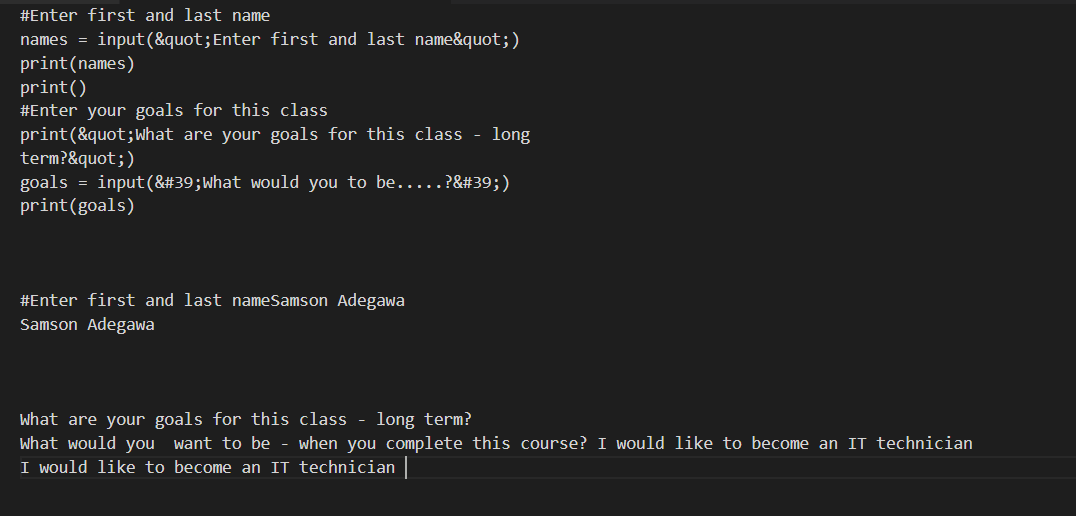 #Enter first and last name
names = input(&quot;Enter first and last name&quot;)
print(names)
print()
#Enter your goals for this class
print(&quot;What are your goals for this class - long
term?&quot;)
goals = input(&#39;What would you to be.....?&#39;)
print(goals)
#Enter first and last nameSamson Adegawa
Samson Adegawa
What are your goals for this class - long term?
What would you  want to be - when you complete this course? I would like to become an IT technician
I would like to become an IT technician